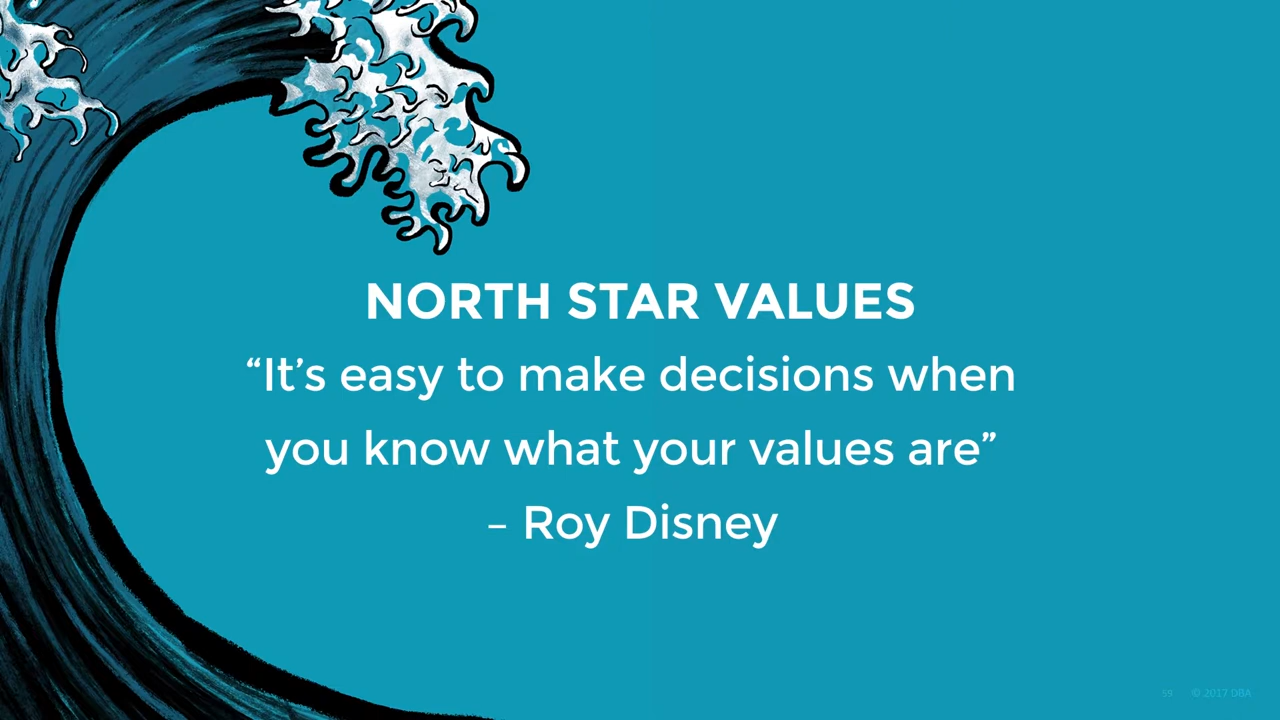 NORTH STAR VALUES
“It’s easy to make decisions when
you know what your values are”
– Roy Disney
59 © 2017 DBA